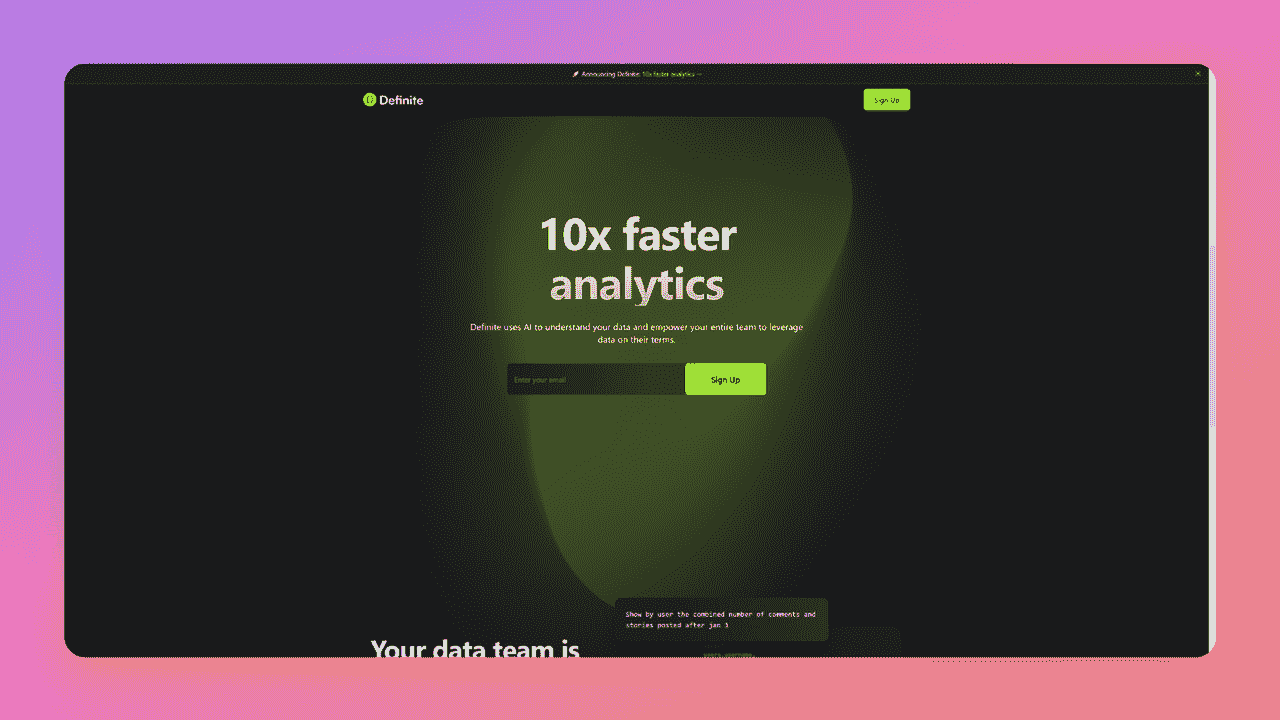 🚀 Announcing Definite: 10x faster analytics →
Definite
Sign Up
10x faster
analytics
Definite uses AI to understand your data and empower your entire team to leverage
data on their terms.
Enter your email
Sign Up
Show by user the combined number of comments and
stories posted after jan 1
Your data team is